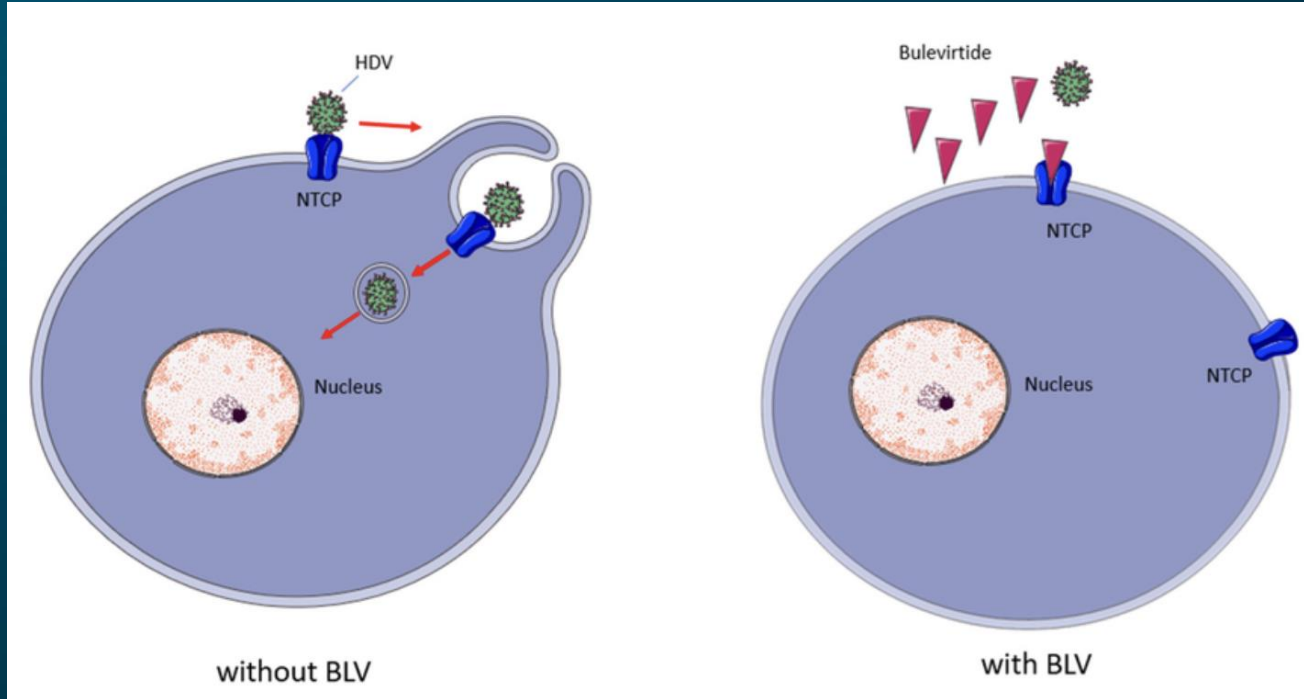 HDV
NTCP
Nucleus
without BLV
Bulevirtide
NTCP
NTCP
Nucleus
with BLV